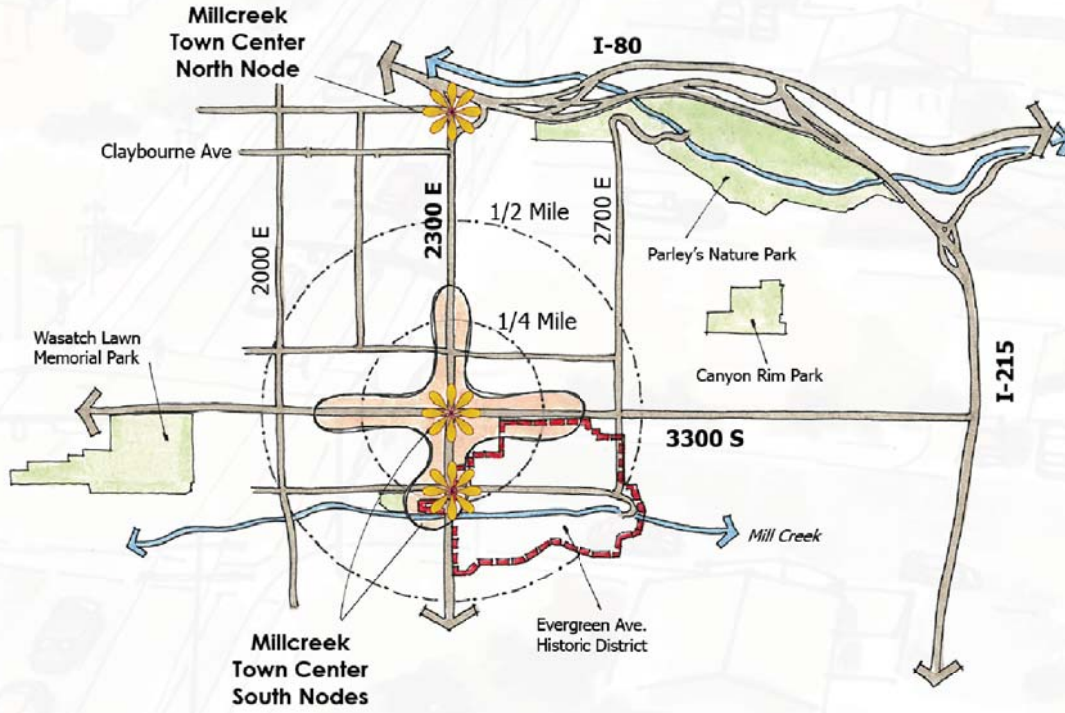 Millcreek
Town Center
North Node
I-80
Claybourne Ave
2300 E
2700 E
1/2 Mile
2000 E
Parley's Nature Park
1/4 Mile
Wasatch Lawn
Memorial Park
Canyon Rim Park
I-215
3300 S
Mill Creek
Evergreen Ave.
Historic District
Millcreek
Town Center
South Nodes